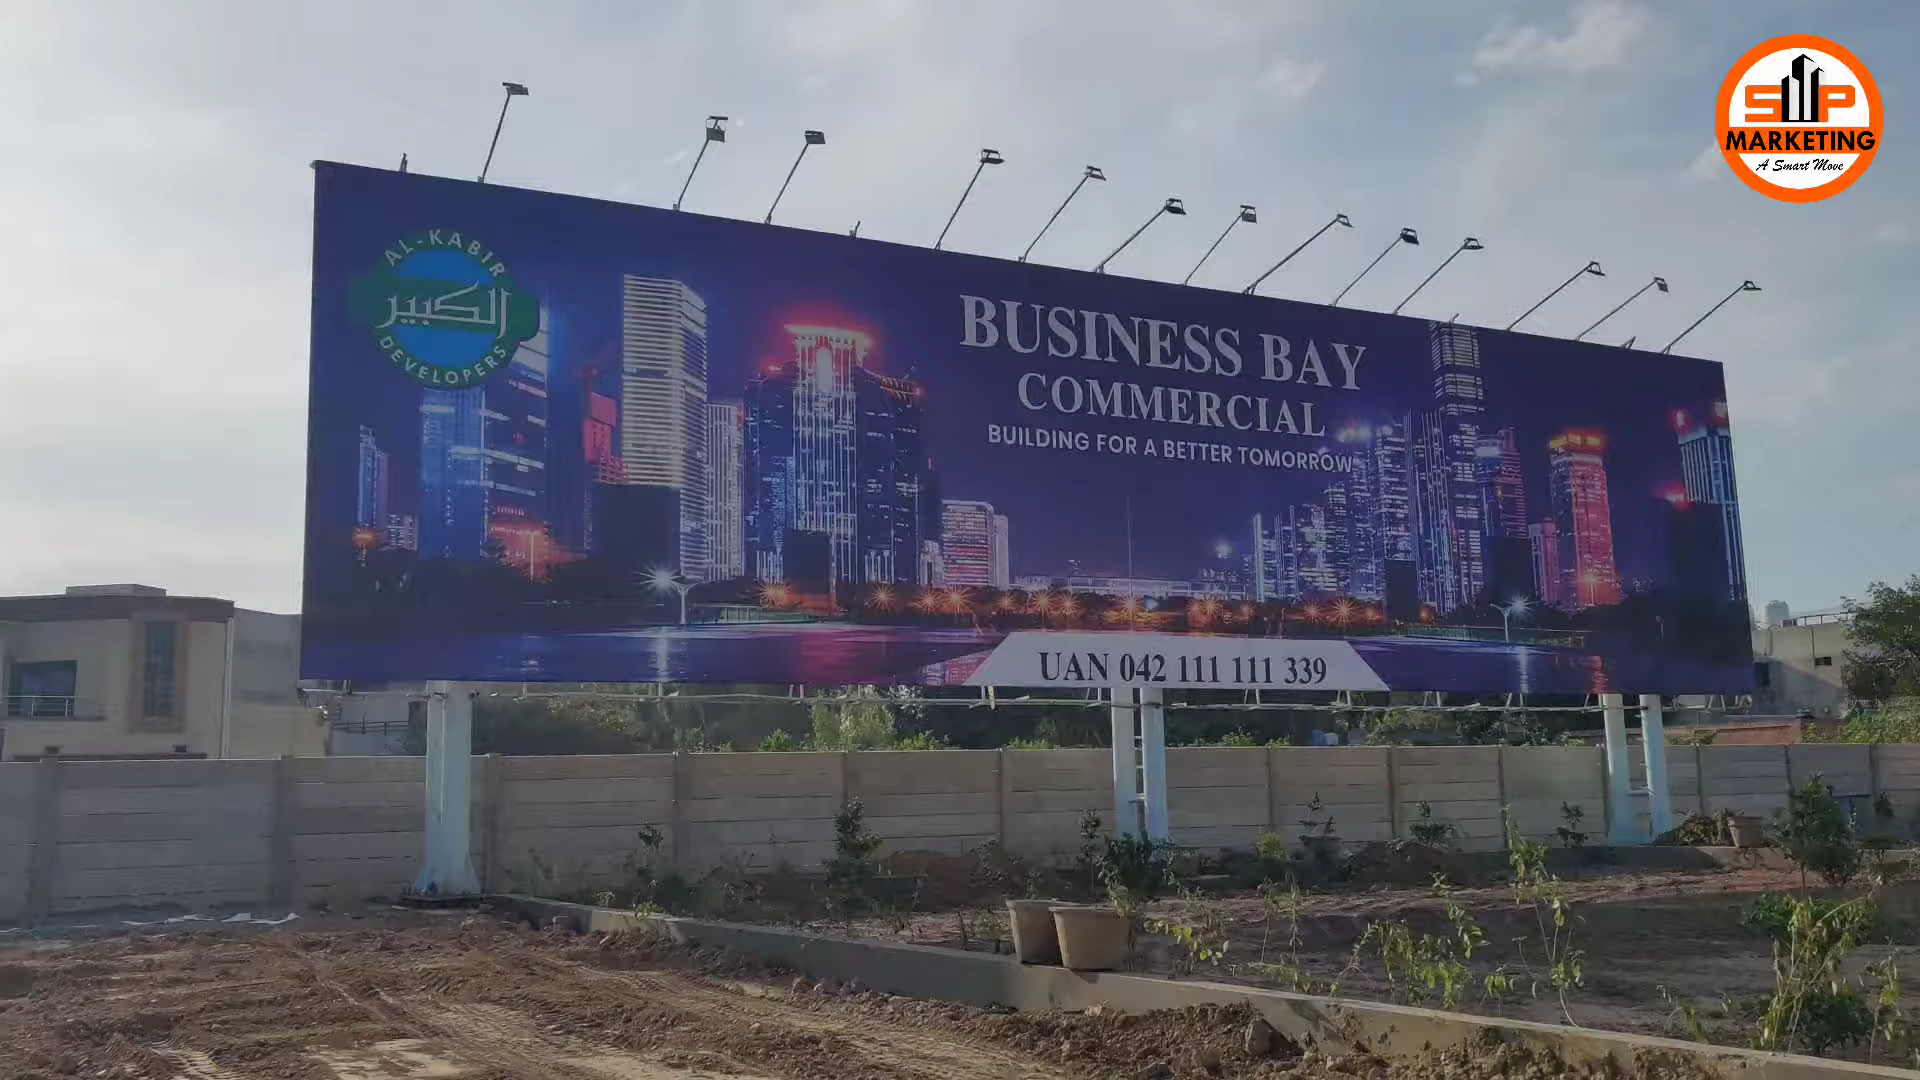 AL-KABIR
الكبير
DEVELOPERS
BUSINESS BAY
COMMERCIAL
BUILDING FOR A BETTER TOMORROW
UAN 042 111 111 339
SMP
MARKETING
A Smart Move